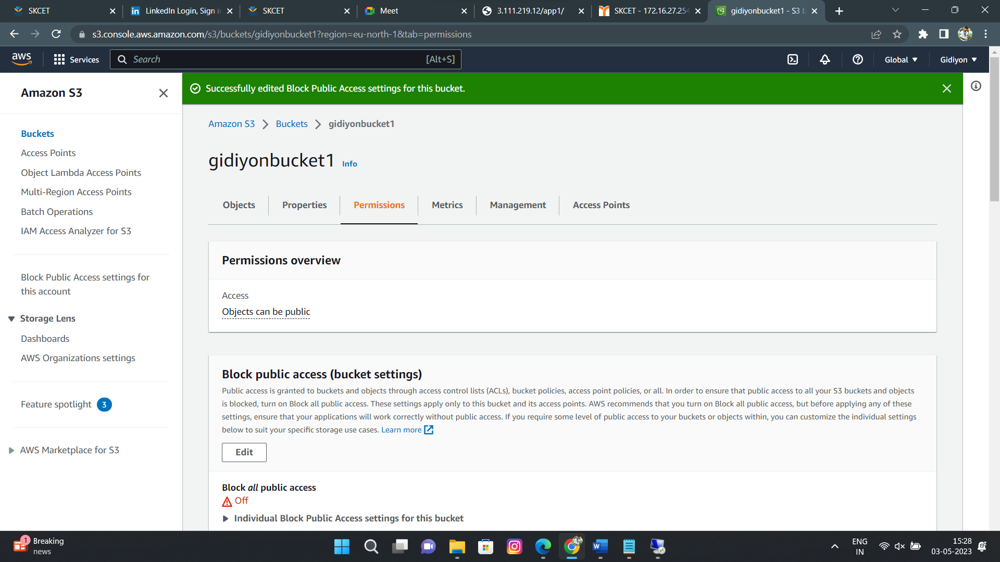 SKCET
LinkedIn Login, Sign in
SKCET
Meet
3.111.219.12/app1/
SKCET - 172.16.27.254
gidiyonbucket1 - S3 b
s3.console.aws.amazon.com/s3/buckets/gidiyonbucket1?region=eu-north-1&tab=permissions
aws
Services
Search
[Alt+S]
Global
Gidiyon
Amazon S3
Buckets
Access Points
Object Lambda Access Points
Multi-Region Access Points
Batch Operations
IAM Access Analyzer for S3
Block Public Access settings for
this account
Storage Lens
Dashboards
AWS Organizations settings
Feature spotlight 3
AWS Marketplace for S3
Successfully edited Block Public Access settings for this bucket.
Amazon S3 > Buckets > gidiyonbucket1
gidiyonbucket1 Info
Objects
Properties
Permissions
Metrics
Management
Access Points
Permissions overview
Access
Objects can be public
Block public access (bucket settings)
Public access is granted to buckets and objects through access control lists (ACLs), bucket policies, access point policies, or all. In order to ensure that public access to all your S3 buckets and objects
is blocked, turn on Block all public access. These settings apply only to this bucket and its access points. AWS recommends that you turn on Block all public access, but before applying any of these
settings, ensure that your applications will work correctly without public access. If you require some level of public access to your buckets or objects within, you can customize the individual settings
below to suit your specific storage use cases. Learn more
Edit
Block all public access
Off
Individual Block Public Access settings for this bucket
1
Breaking
news
ENG
IN
15:28
03-05-2023